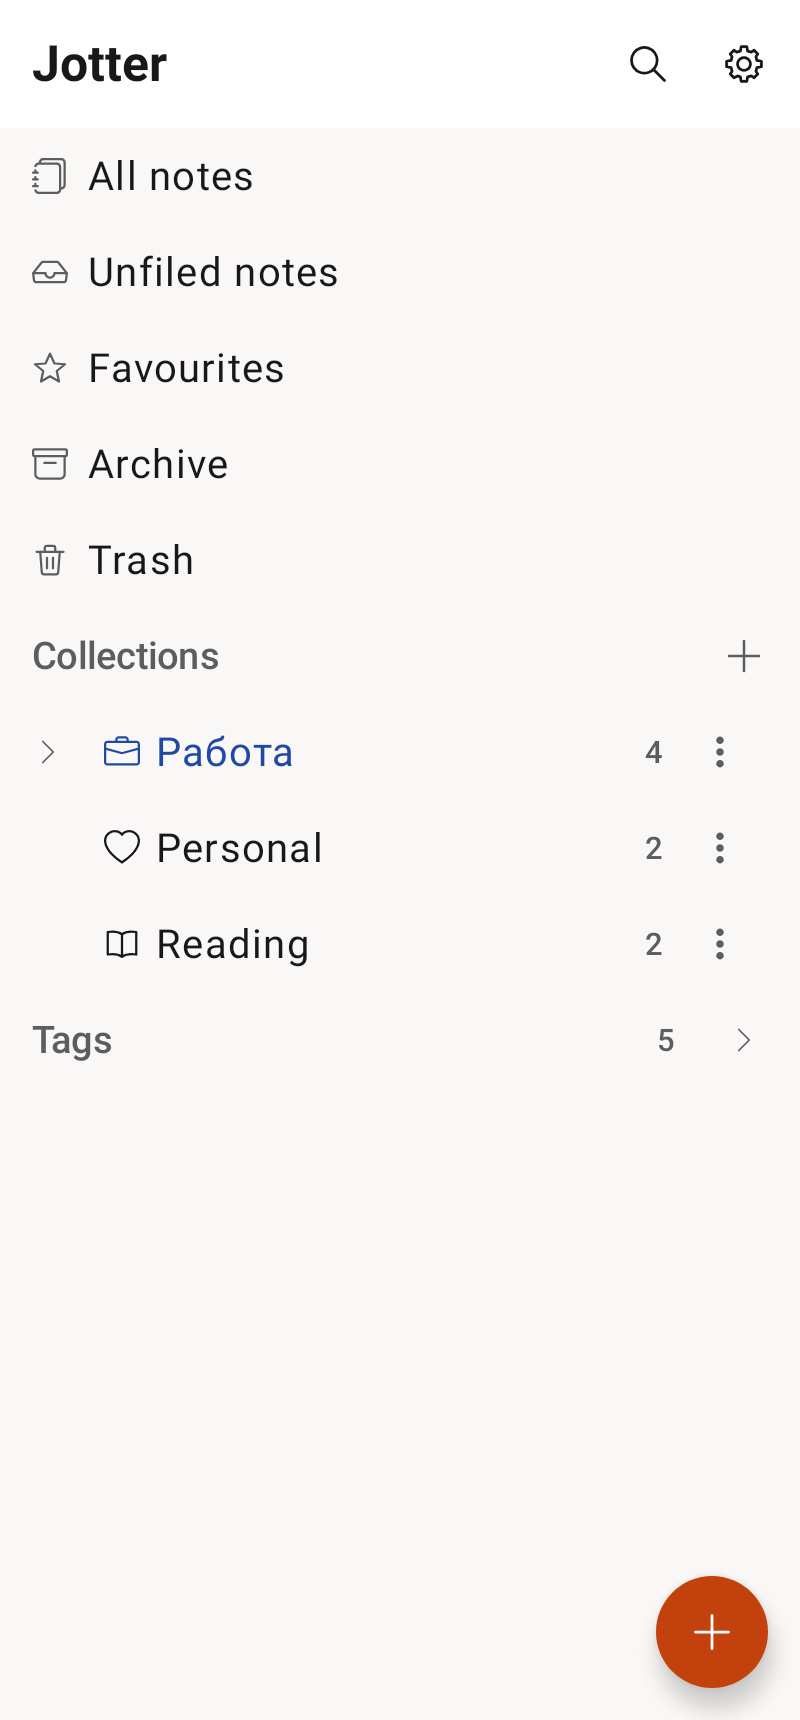 Jotter
All notes
Unfiled notes
Favourites
Archive
Trash
Collections
Работа 4
Personal 2
Reading 2
Tags 5